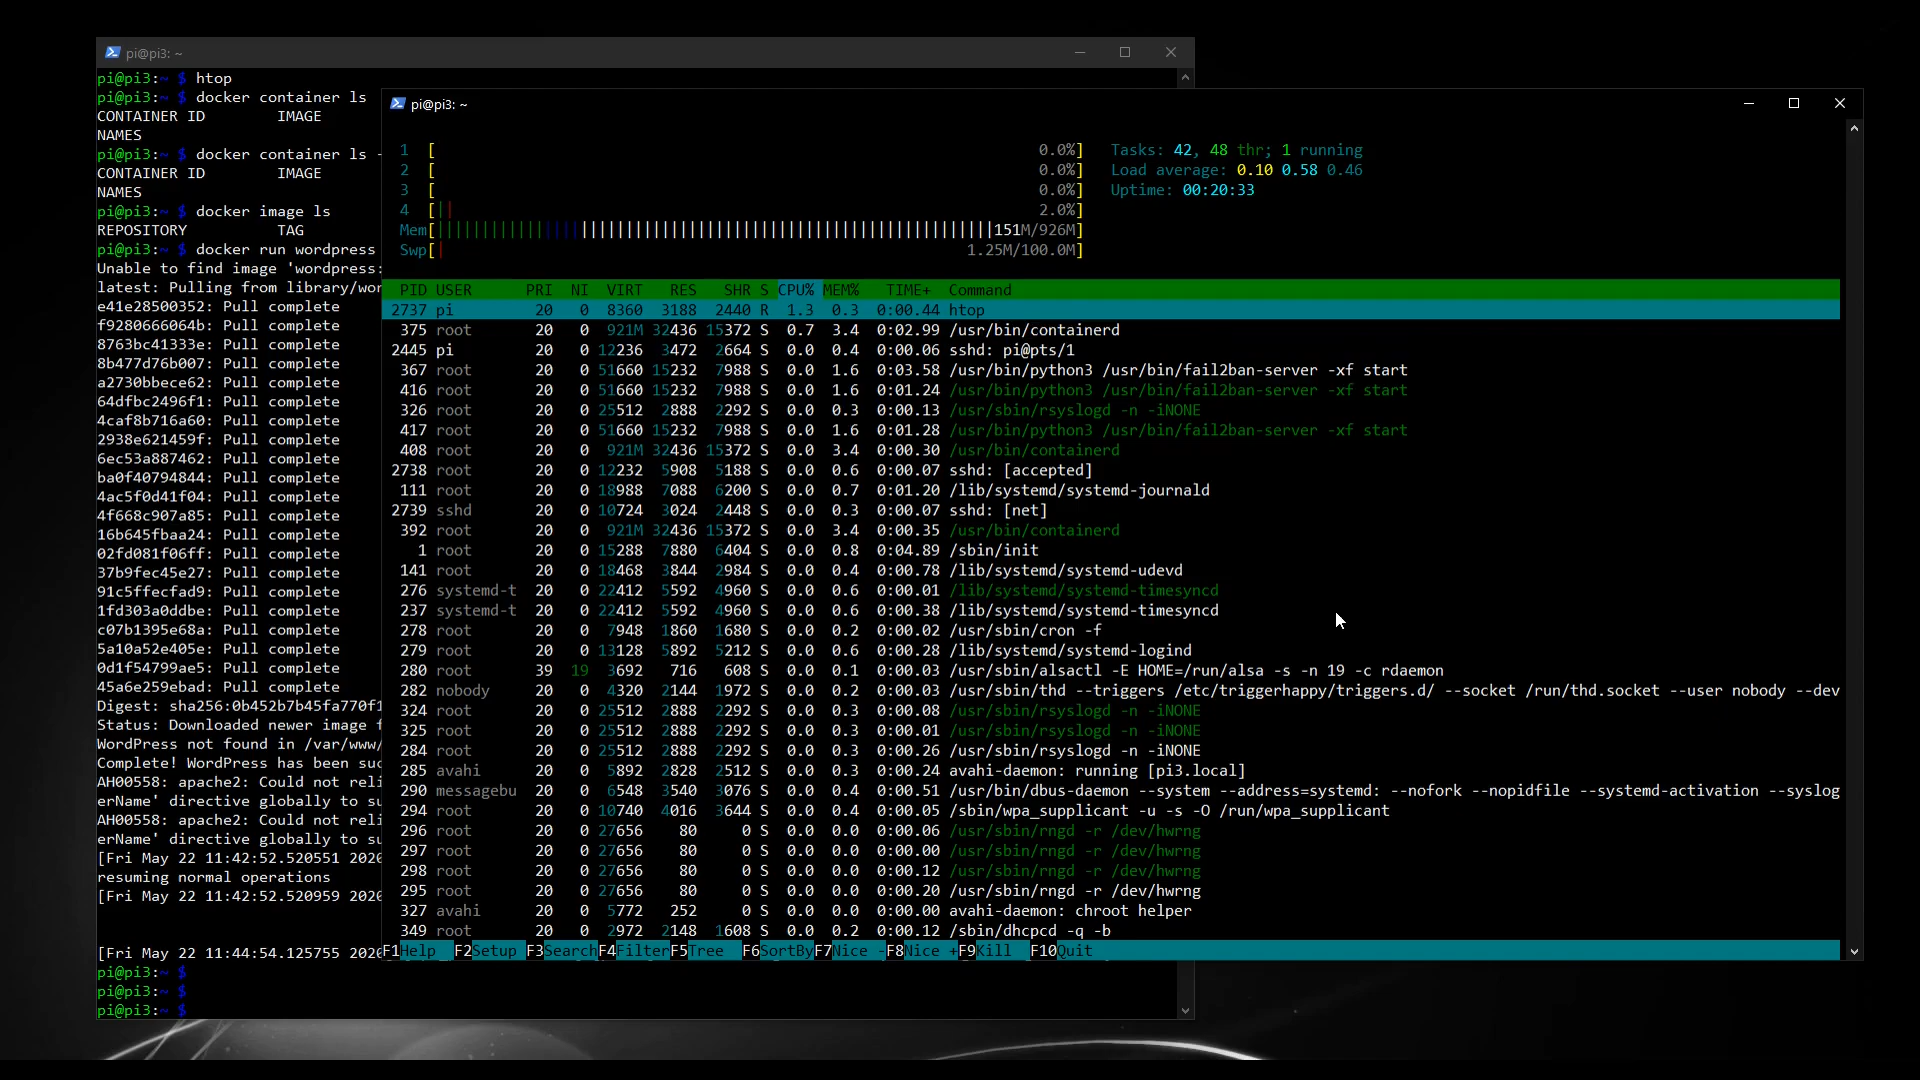 pi@pi3: ~
pi@pi3:~ $ htop
pi@pi3:~ $ docker container ls
CONTAINER ID        IMAGE
NAMES
pi@pi3:~ $ docker container ls -
CONTAINER ID        IMAGE
NAMES
pi@pi3:~ $ docker image ls
REPOSITORY          TAG
pi@pi3:~ $ docker run wordpress
Unable to find image 'wordpress:
latest: Pulling from library/wor
e41e28500352: Pull complete
f9280666064b: Pull complete
8763bc41333e: Pull complete
8b477d76b007: Pull complete
a2730bbece62: Pull complete
64dfbc2496f1: Pull complete
4caf8b716a60: Pull complete
2938e621459f: Pull complete
6ec53a887462: Pull complete
ba0f40794844: Pull complete
4ac5f0d41f04: Pull complete
4f668c907a85: Pull complete
16b645fbaa24: Pull complete
02fd081f06ff: Pull complete
37b9fec45e27: Pull complete
91c5ffecfad9: Pull complete
1fd303a0ddbe: Pull complete
c07b1395e68a: Pull complete
5a10a52e405e: Pull complete
0d1f54799ae5: Pull complete
45a6e259ebad: Pull complete
Digest: sha256:0b452b7b45fa770f1
Status: Downloaded newer image f
WordPress not found in /var/www/
Complete! WordPress has been suc
AH00558: apache2: Could not reli
erName' directive globally to su
AH00558: apache2: Could not reli
erName' directive globally to su
[Fri May 22 11:42:52.520551 2020
resuming normal operations
[Fri May 22 11:42:52.520959 2020
[Fri May 22 11:44:54.125755 2020
pi@pi3:~ $
pi@pi3:~ $
pi@pi3:~ $
pi@pi3: ~
1 [ 0.0%] Tasks: 42, 48 thr; 1 running
2 [ 0.0%] Load average: 0.10 0.58 0.46
3 [ 0.0%] Uptime: 00:20:33
4 [|| 2.0%]
Mem[||||||||||||||||||||||||||||||||||||||||||||||||||||||||||||||151M/926M]
Swp[| 1.25M/100.0M]
PID USER PRI NI VIRT RES SHR S CPU% MEM% TIME+ Command
2737 pi 20 0 8360 3188 2440 R 1.3 0.3 0:00.44 htop
375 root 20 0 921M 32436 15372 S 0.7 3.4 0:02.99 /usr/bin/containerd
2445 pi 20 0 12236 3472 2664 S 0.0 0.4 0:00.06 sshd: pi@pts/1
367 root 20 0 51660 15232 7988 S 0.0 1.6 0:03.58 /usr/bin/python3 /usr/bin/fail2ban-server -xf start
416 root 20 0 51660 15232 7988 S 0.0 1.6 0:01.24 /usr/bin/python3 /usr/bin/fail2ban-server -xf start
326 root 20 0 25512 2888 2292 S 0.0 0.3 0:00.13 /usr/sbin/rsyslogd -n -iNONE
417 root 20 0 51660 15232 7988 S 0.0 1.6 0:01.28 /usr/bin/python3 /usr/bin/fail2ban-server -xf start
408 root 20 0 921M 32436 15372 S 0.0 3.4 0:00.30 /usr/bin/containerd
2738 root 20 0 12232 5908 5188 S 0.0 0.6 0:00.07 sshd: [accepted]
111 root 20 0 18988 7088 6200 S 0.0 0.7 0:01.20 /lib/systemd/systemd-journald
2739 sshd 20 0 10724 3024 2448 S 0.0 0.3 0:00.07 sshd: [net]
392 root 20 0 921M 32436 15372 S 0.0 3.4 0:00.35 /usr/bin/containerd
1 root 20 0 15288 7880 6404 S 0.0 0.8 0:04.89 /sbin/init
141 root 20 0 18468 3844 2984 S 0.0 0.4 0:00.78 /lib/systemd/systemd-udevd
276 systemd-t 20 0 22412 5592 4960 S 0.0 0.6 0:00.01 /lib/systemd/systemd-timesyncd
237 systemd-t 20 0 22412 5592 4960 S 0.0 0.6 0:00.38 /lib/systemd/systemd-timesyncd
278 root 20 0 7948 1860 1680 S 0.0 0.2 0:00.02 /usr/sbin/cron -f
279 root 20 0 13128 5892 5212 S 0.0 0.6 0:00.28 /lib/systemd/systemd-logind
280 root 39 19 3692 716 608 S 0.0 0.1 0:00.03 /usr/sbin/alsactl -E HOME=/run/alsa -s -n 19 -c rdaemon
282 nobody 20 0 4320 2144 1972 S 0.0 0.2 0:00.03 /usr/sbin/thd --triggers /etc/triggerhappy/triggers.d/ --socket /run/thd.socket --user nobody --dev
324 root 20 0 25512 2888 2292 S 0.0 0.3 0:00.08 /usr/sbin/rsyslogd -n -iNONE
325 root 20 0 25512 2888 2292 S 0.0 0.3 0:00.01 /usr/sbin/rsyslogd -n -iNONE
284 root 20 0 25512 2888 2292 S 0.0 0.3 0:00.26 /usr/sbin/rsyslogd -n -iNONE
285 avahi 20 0 5892 2828 2512 S 0.0 0.3 0:00.24 avahi-daemon: running [pi3.local]
290 messagebu 20 0 6548 3540 3076 S 0.0 0.4 0:00.51 /usr/bin/dbus-daemon --system --address=systemd: --nofork --nopidfile --systemd-activation --syslog
294 root 20 0 10740 4016 3644 S 0.0 0.4 0:00.05 /sbin/wpa_supplicant -u -s -O /run/wpa_supplicant
296 root 20 0 27656 80 0 S 0.0 0.0 0:00.06 /usr/sbin/rngd -r /dev/hwrng
297 root 20 0 27656 80 0 S 0.0 0.0 0:00.00 /usr/sbin/rngd -r /dev/hwrng
298 root 20 0 27656 80 0 S 0.0 0.0 0:00.12 /usr/sbin/rngd -r /dev/hwrng
295 root 20 0 27656 80 0 S 0.0 0.0 0:00.20 /usr/sbin/rngd -r /dev/hwrng
327 avahi 20 0 5772 252 0 S 0.0 0.0 0:00.00 avahi-daemon: chroot helper
349 root 20 0 2972 2148 1608 S 0.0 0.2 0:00.12 /sbin/dhcpcd -q -b
F1Help F2Setup F3SearchF4FilterF5Tree F6SortByF7Nice -F8Nice +F9Kill F10Quit